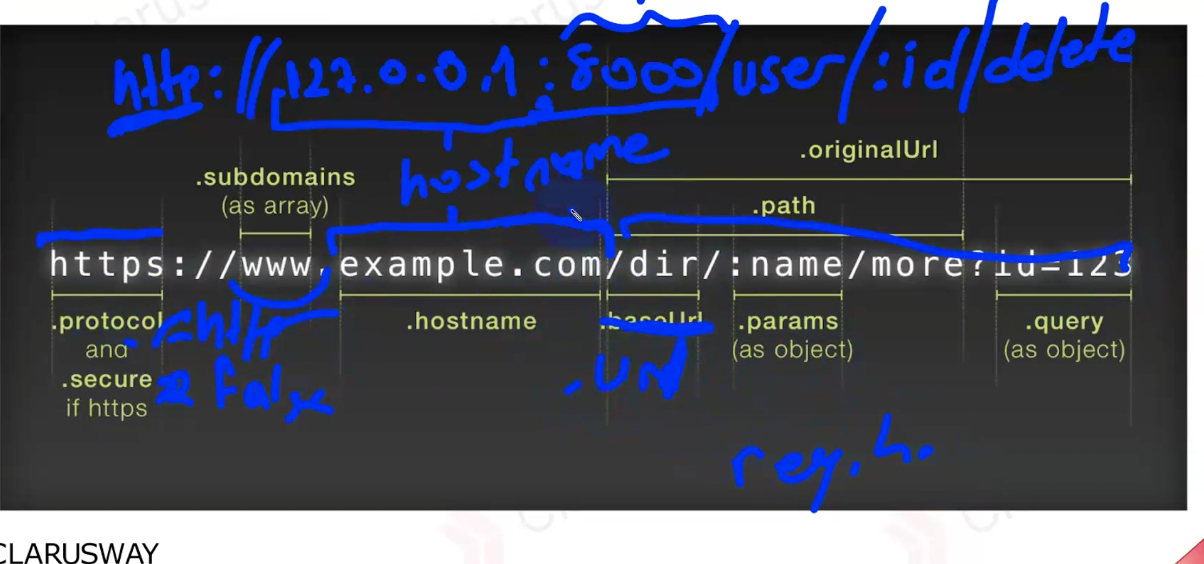 http://127.0.0.1:8000/user/:id/delete
hostname
.originalUrl
.subdomains
(as array)
.path
https://www.example.com/dir/:name/more?id=123
.protocol
and
.secure
if https
http
false
.hostname
.baseUrl
.url
.params
(as object)
.query
(as object)
req.h.
CLARUSWAY